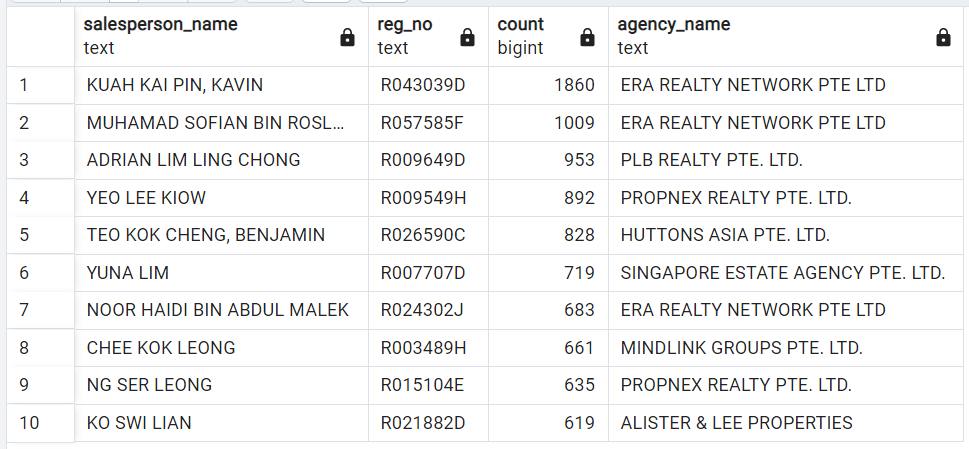 salesperson_name reg_no count agency_name
text text bigint text
1 KUAH KAI PIN, KAVIN R043039D 1860 ERA REALTY NETWORK PTE LTD
2 MUHAMAD SOFIAN BIN ROSL... R057585F 1009 ERA REALTY NETWORK PTE LTD
3 ADRIAN LIM LING CHONG R009649D 953 PLB REALTY PTE. LTD.
4 YEO LEE KIOW R009549H 892 PROPNEX REALTY PTE. LTD.
5 TEO KOK CHENG, BENJAMIN R026590C 828 HUTTONS ASIA PTE. LTD.
6 YUNA LIM R007707D 719 SINGAPORE ESTATE AGENCY PTE. LTD.
7 NOOR HAIDI BIN ABDUL MALEK R024302J 683 ERA REALTY NETWORK PTE LTD
8 CHEE KOK LEONG R003489H 661 MINDLINK GROUPS PTE. LTD.
9 NG SER LEONG R015104E 635 PROPNEX REALTY PTE. LTD.
10 KO SWI LIAN R021882D 619 ALISTER & LEE PROPERTIES